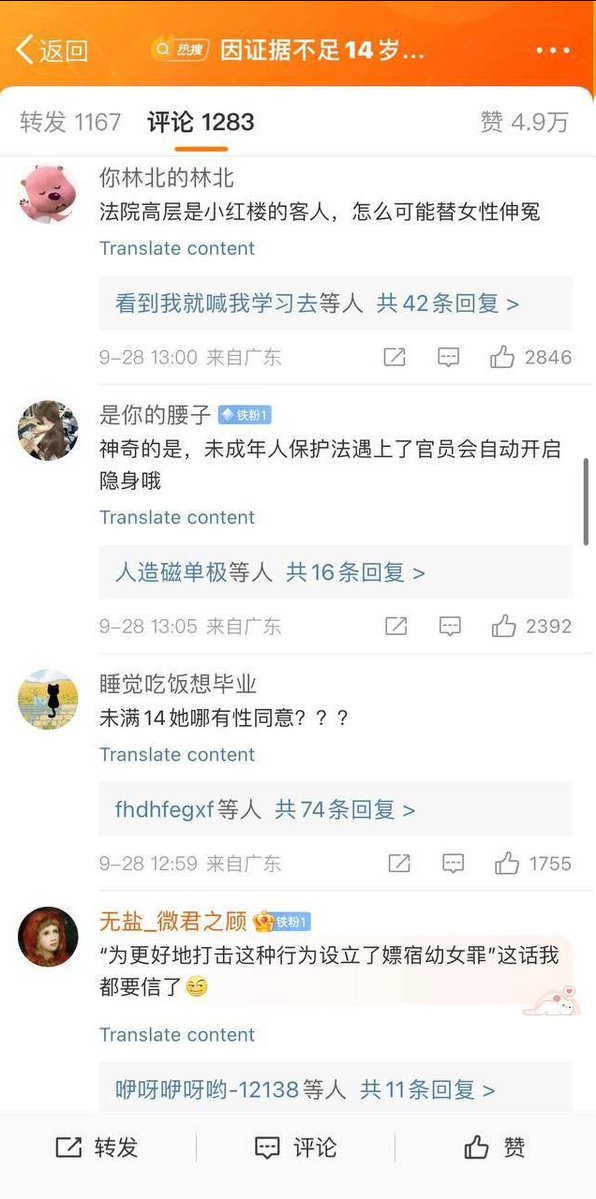 返回
热搜 因证据不足14岁...
转发 1167 评论 1283 赞 4.9万
你林北的林北
法院高层是小红楼的客人，怎么可能替女性伸冤
Translate content
看到我就喊我学习去等人 共42条回复 >
9-28 13:00 来自广东 2846
是你的腰子 铁粉1
神奇的是，未成年人保护法遇上了官员会自动开启
隐身哦
Translate content
人造磁单极等人 共16条回复 >
9-28 13:05 来自广东 2392
睡觉吃饭想毕业
未满14她哪有性同意？？？
Translate content
fhdhfegxf等人 共74条回复 >
9-28 12:59 来自广东 1755
无盐_微君之顾 铁粉1
“为更好地打击这种行为设立了嫖宿幼女罪”这话我
都要信了
Translate content
咿呀咿呀哟-12138等人 共11条回复 >
转发 评论 赞